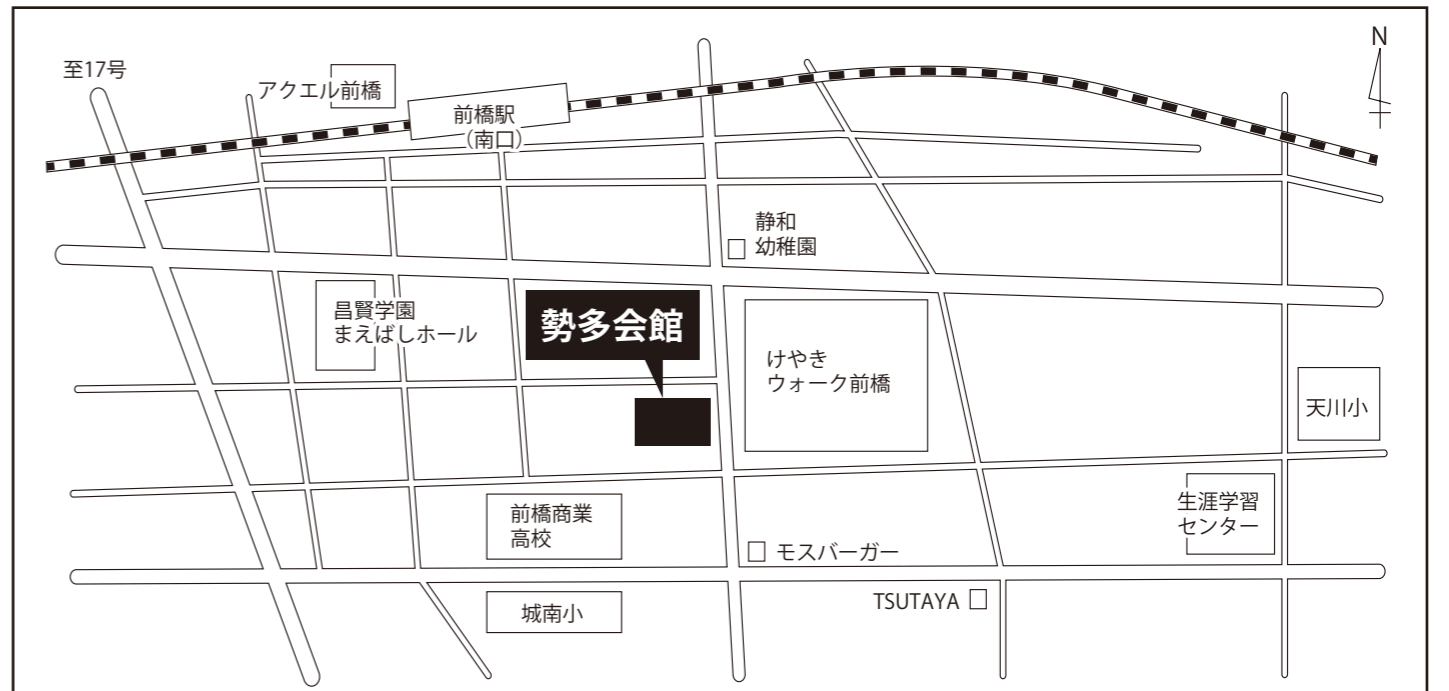 至17号
アクエル前橋
前橋駅
（南口）
N
静和
幼稚園
昌賢学園
まえばしホール
勢多会館
けやき
ウォーク前橋
天川小
前橋商業
高校
生涯学習
センター
モスバーガー
城南小
TSUTAYA